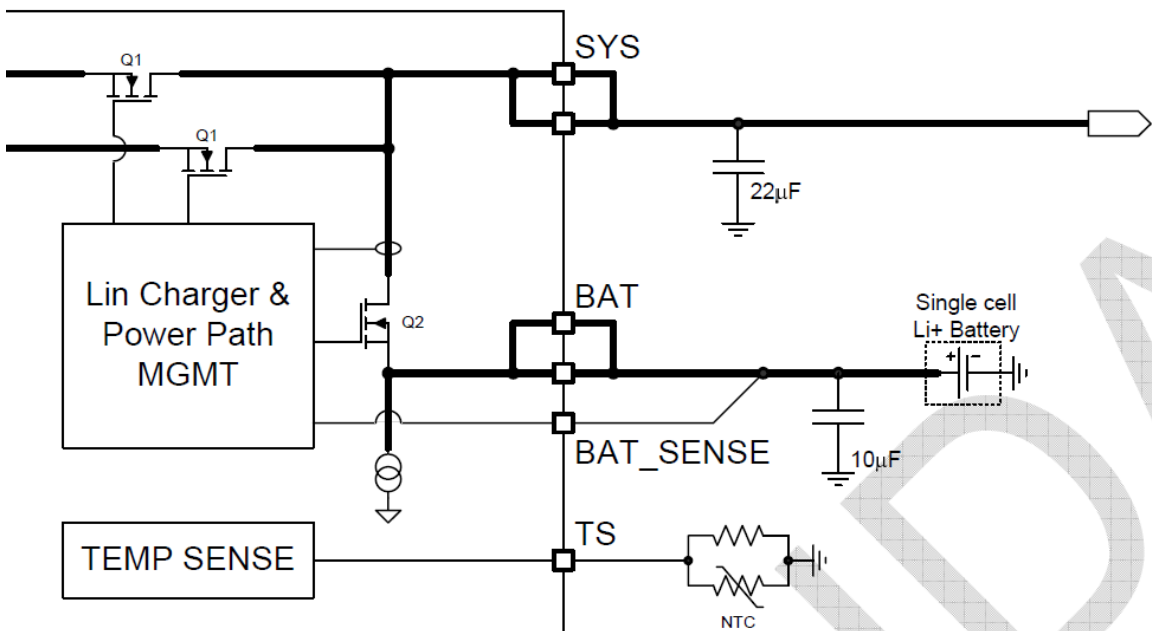 SYS
Q1
Q1
22μF
Lin Charger &
Power Path
MGMT
Q2
BAT
Single cell
Li+ Battery
+ -
BAT_SENSE
10μF
TEMP SENSE
TS
NTC